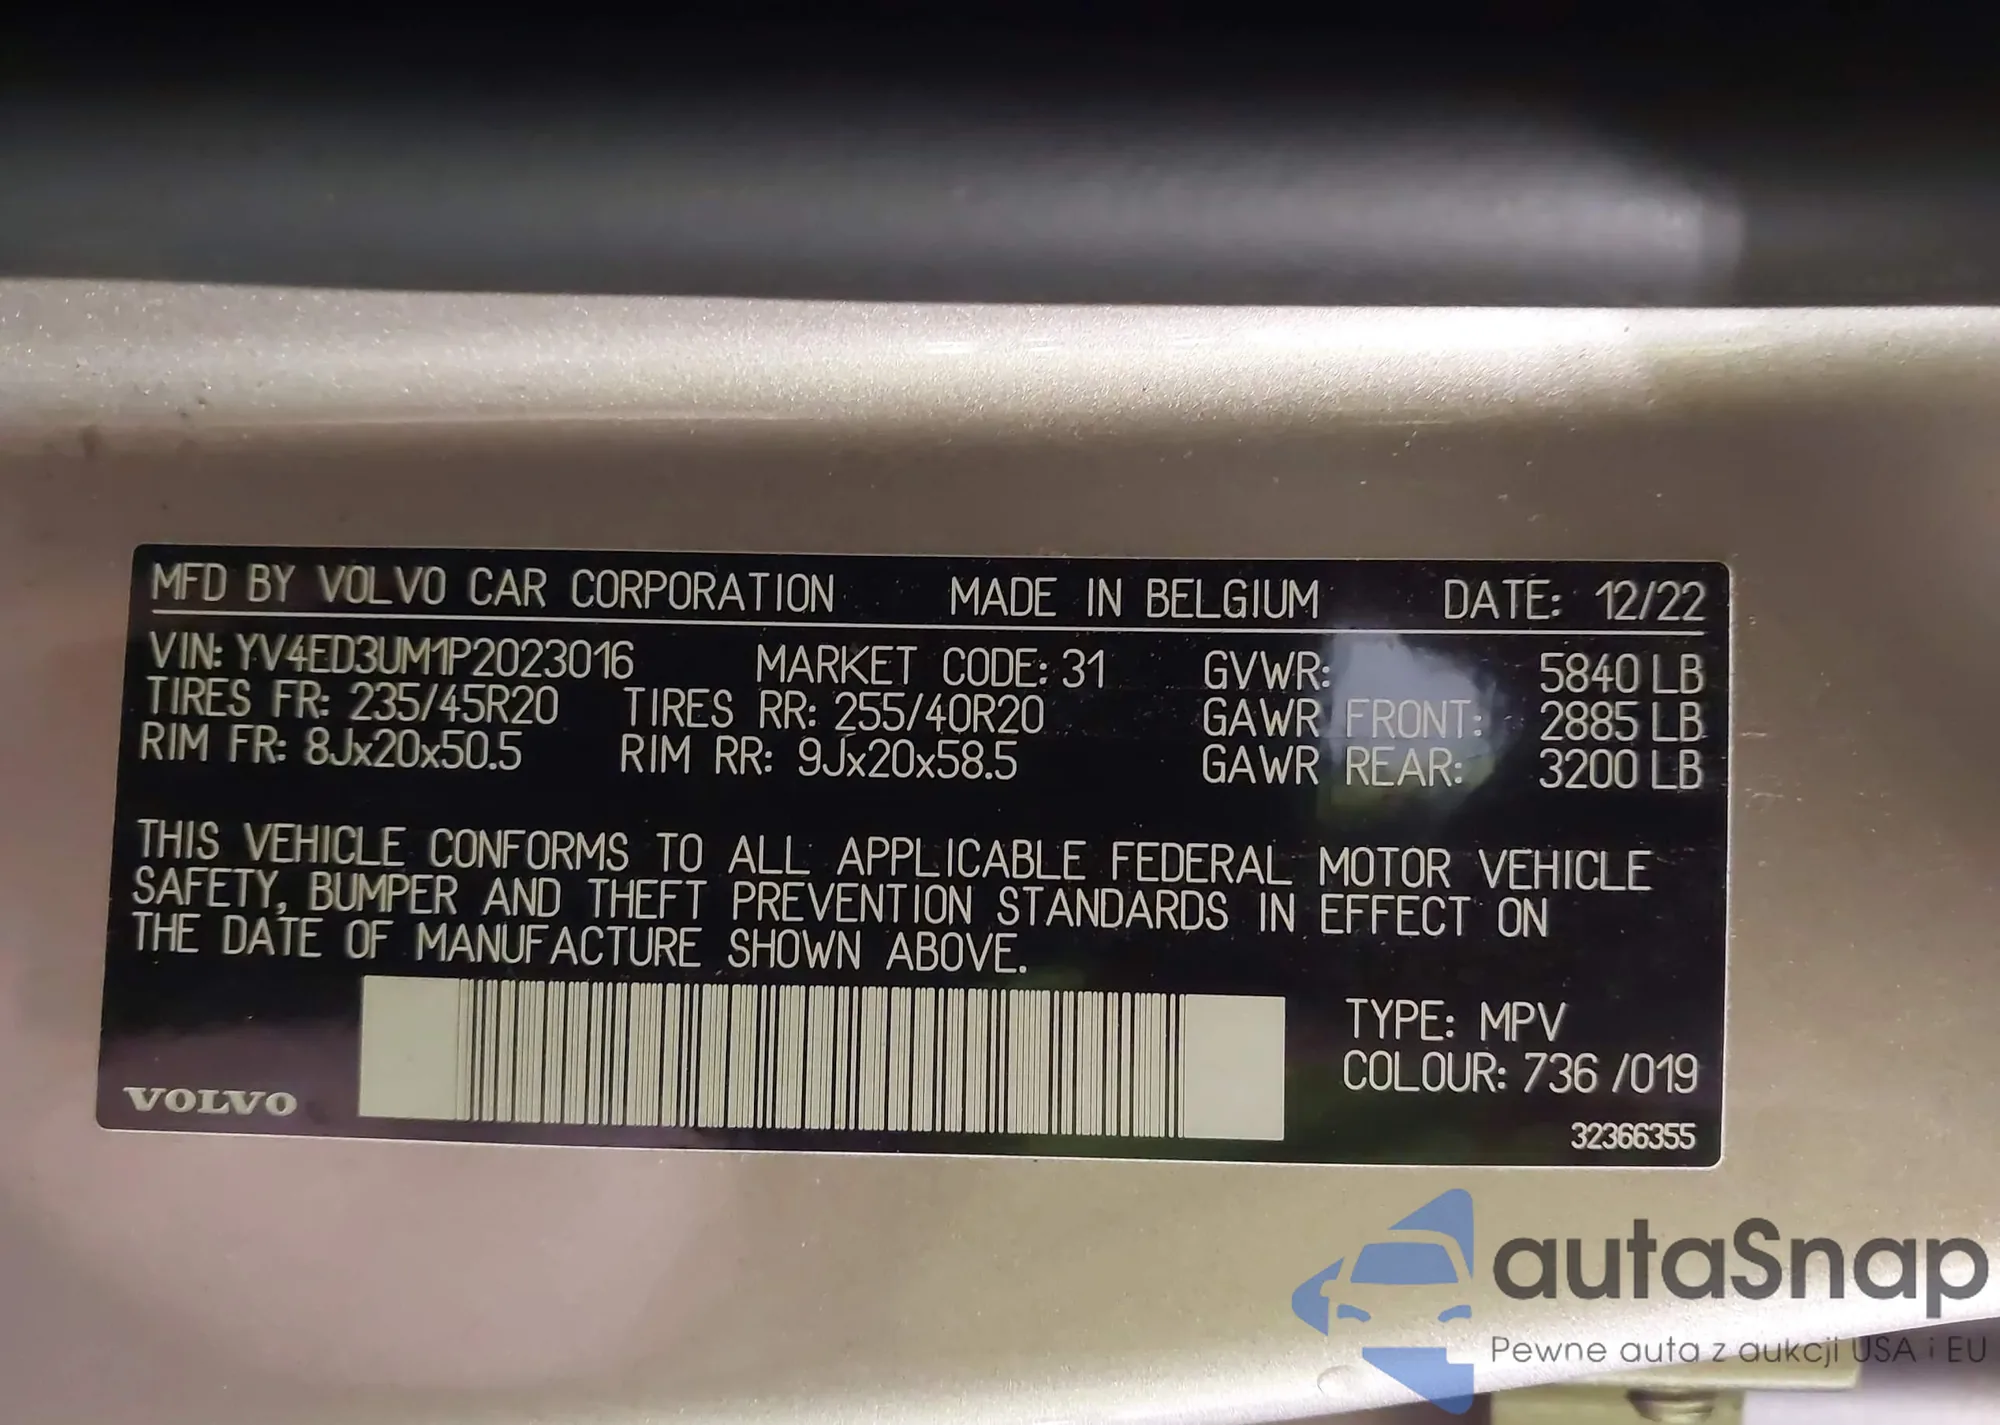 MFD BY VOLVO CAR CORPORATION MADE IN BELGIUM DATE: 12/22
VIN: YV4ED3UM1P2023016 MARKET CODE: 31 GVWR: 5840 LB
TIRES FR: 235/45R20 TIRES RR: 255/40R20 GAWR FRONT: 2885 LB
RIM FR: 8Jx20x50.5 RIM RR: 9Jx20x58.5 GAWR REAR: 3200 LB
THIS VEHICLE CONFORMS TO ALL APPLICABLE FEDERAL MOTOR VEHICLE
SAFETY, BUMPER AND THEFT PREVENTION STANDARDS IN EFFECT ON
THE DATE OF MANUFACTURE SHOWN ABOVE.
TYPE: MPV
COLOUR: 736 /019
VOLVO
32366355
autaSnap
Pewne auta z aukcji USA i EU